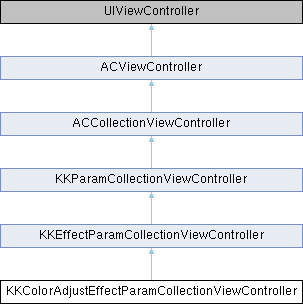 UIViewController
ACViewController
ACCollectionViewController
KKParamCollectionViewController
KKEffectParamCollectionViewController
KKColorAdjustEffectParamCollectionViewController